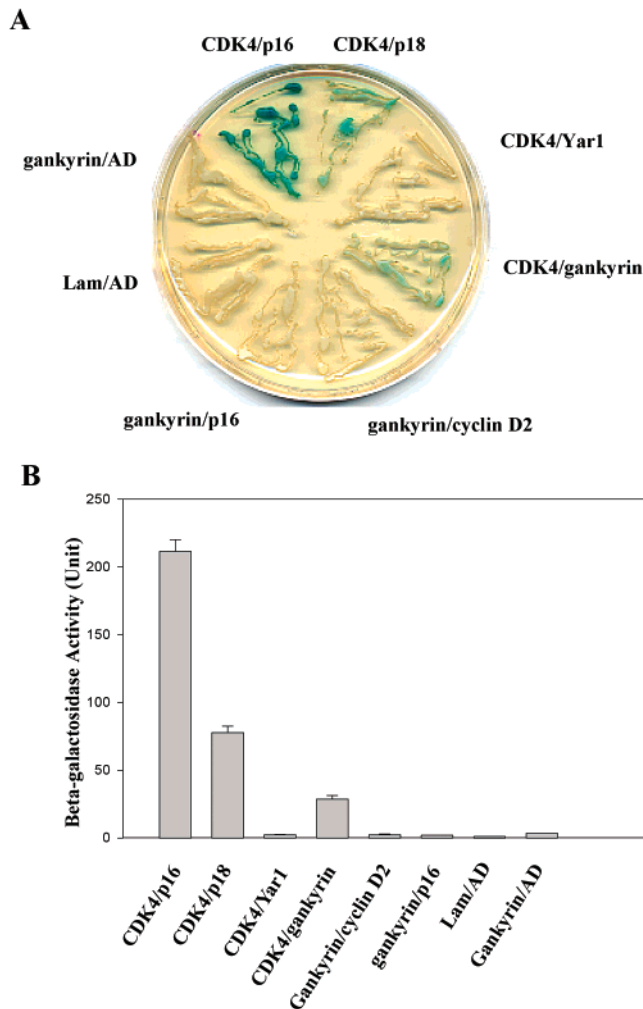 A
CDK4/p16
CDK4/p18
gankyrin/AD
CDK4/Yar1
Lam/AD
CDK4/gankyrin
gankyrin/p16
gankyrin/cyclin D2
B
Beta-galactosidase Activity (Unit)
250
200
150
100
50
0
CDK4/p16
CDK4/p18
CDK4/Yar1
CDK4/gankyrin
Gankyrin/cyclin D2
gankyrin/p16
Lam/AD
Gankyrin/AD